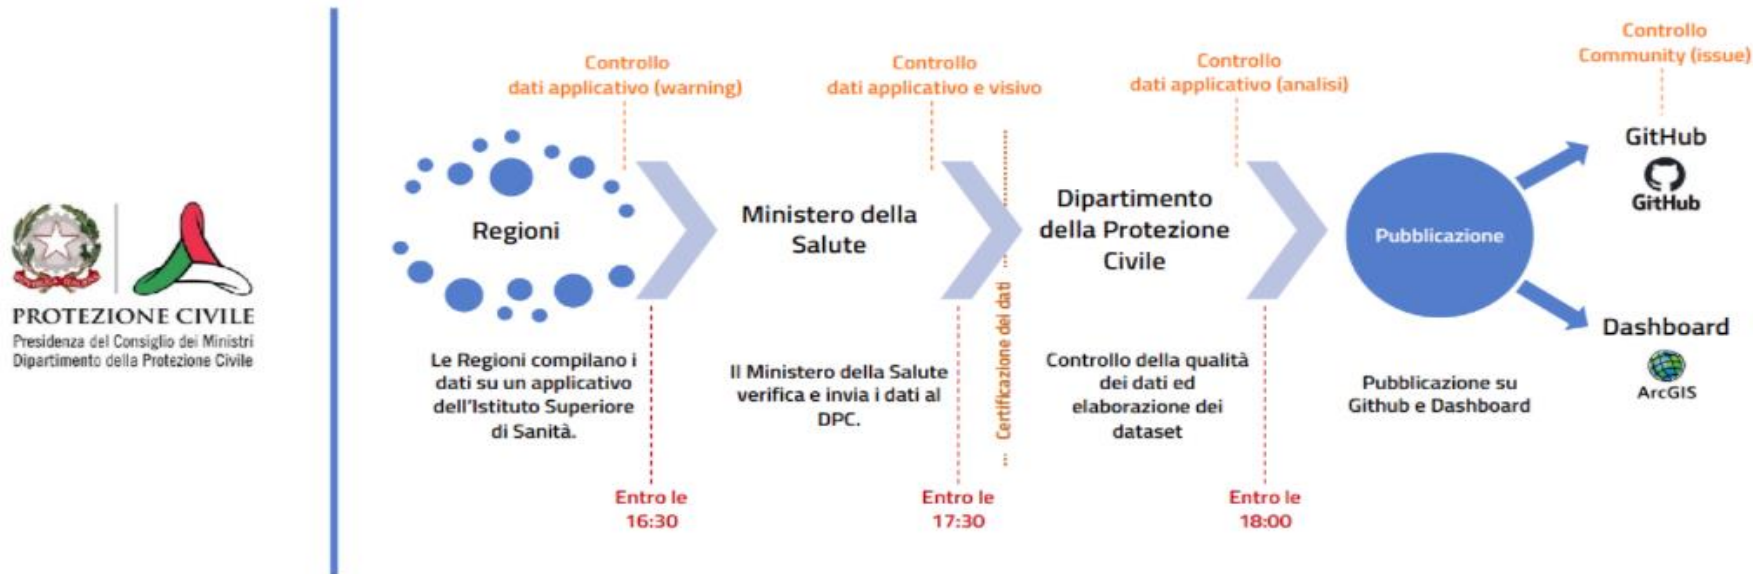 PROTEZIONE CIVILE
Presidenza del Consiglio dei Ministri
Dipartimento della Protezione Civile
Controllo
dati applicativo (warning)
Controllo
dati applicativo e visivo
Controllo
dati applicativo (analisi)
Controllo
Community (issue)
Regioni
Ministero della
Salute
Dipartimento
della Protezione
Civile
Pubblicazione
GitHub
GitHub
Dashboard
ArcGIS
Le Regioni compilano i
dati su un applicativo
dell'Istituto Superiore
di Sanità.
Il Ministero della Salute
verifica e invia i dati al
DPC.
Certificazione dei dati
Controllo della qualità
dei dati ed
elaborazione dei
dataset
Pubblicazione su
Github e Dashboard
Entro le
16:30
Entro le
17:30
Entro le
18:00